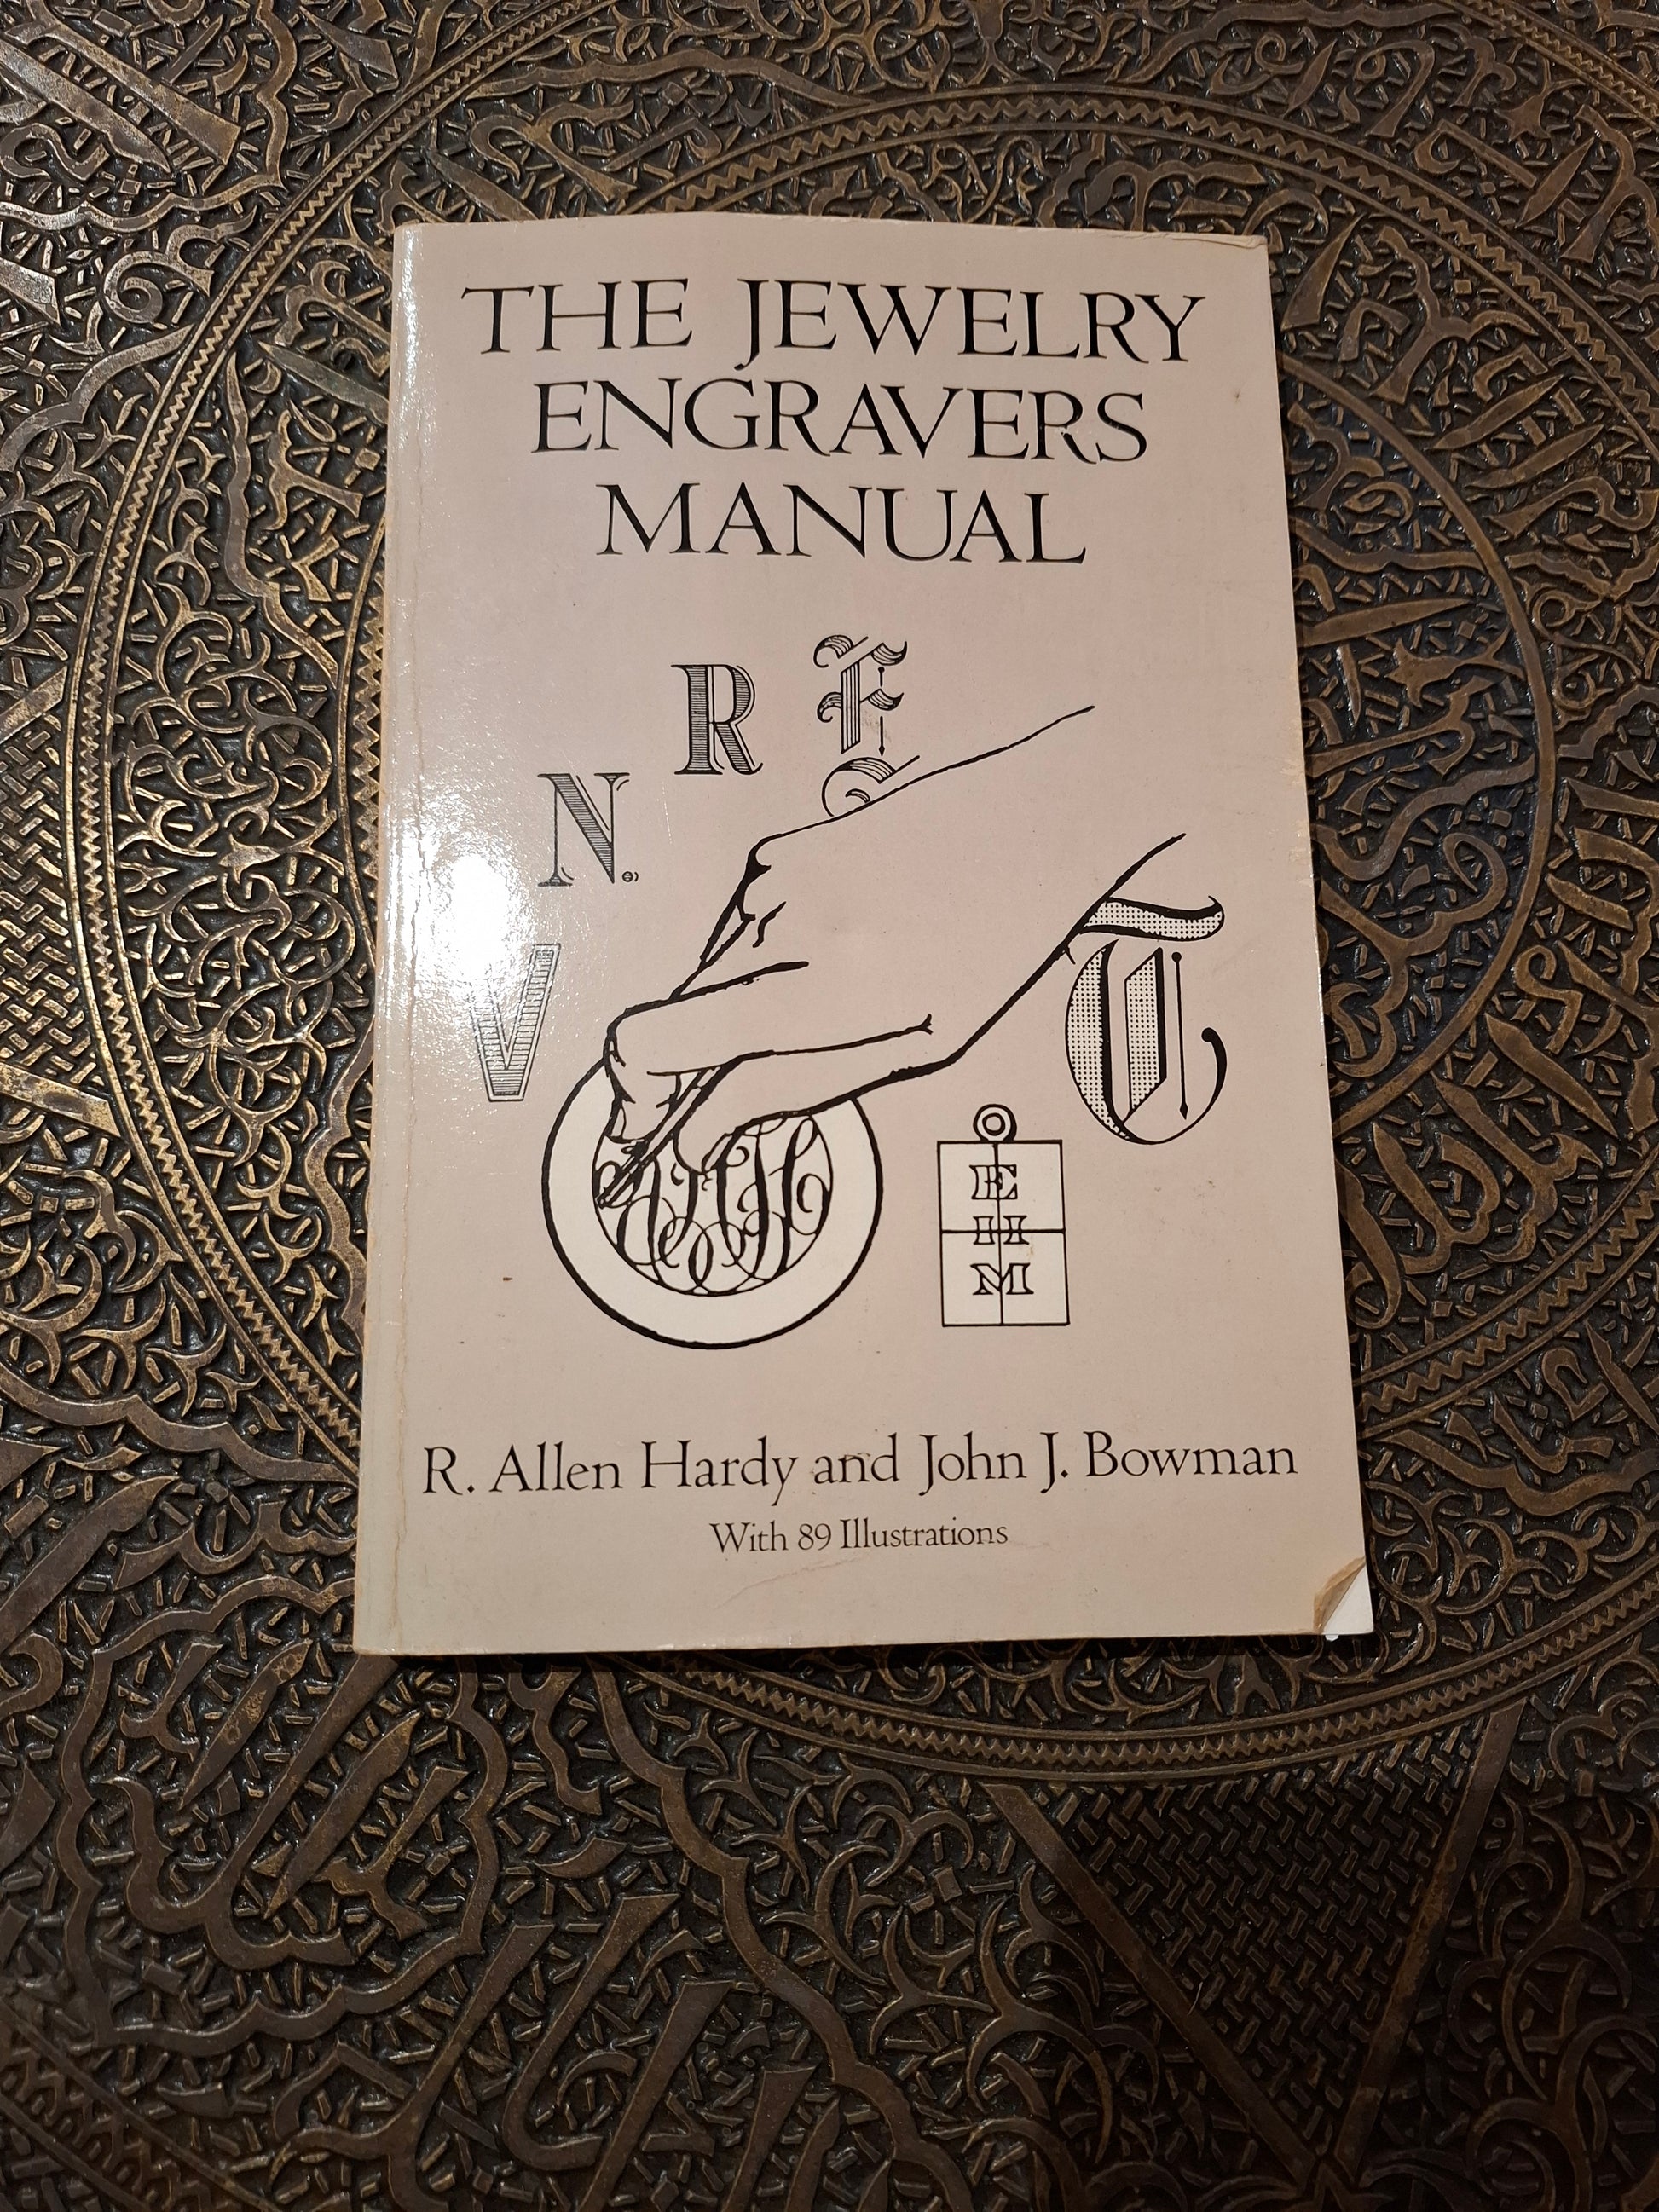 THE JEWELRY
ENGRAVERS
MANUAL
R
F
N.
V
T
E
H
M
R. Allen Hardy and John J. Bowman
With 89 Illustrations